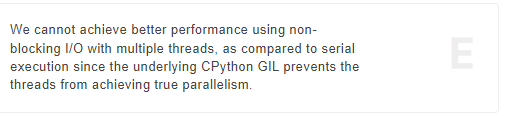 We cannot achieve better performance using non-
blocking I/O with multiple threads, as compared to serial
execution since the underlying CPython GIL prevents the
threads from achieving true parallelism.
E